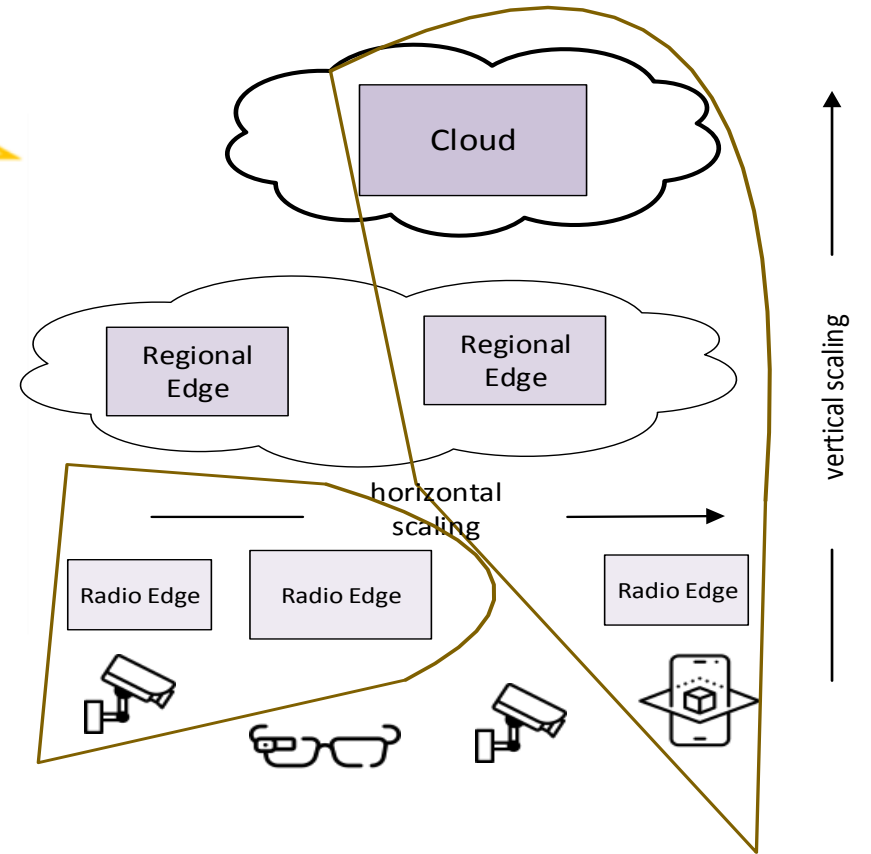 Cloud
Regional
Edge
Regional
Edge
vertical scaling
horizontal
scaling
Radio Edge
Radio Edge
Radio Edge